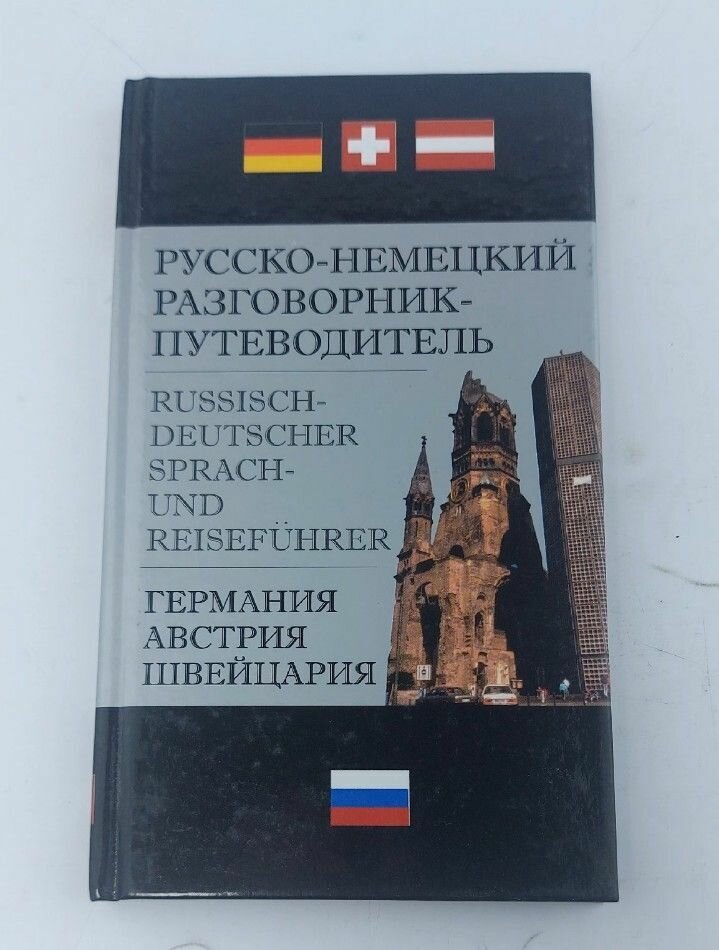 РУССКО-НЕМЕЦКИЙ
РАЗГОВОРНИК-
ПУТЕВОДИТЕЛЬ
RUSSISCH-
DEUTSCHER
SPRACH-
UND
REISEFÜHRER
ГЕРМАНИЯ
АВСТРИЯ
ШВЕЙЦАРИЯ